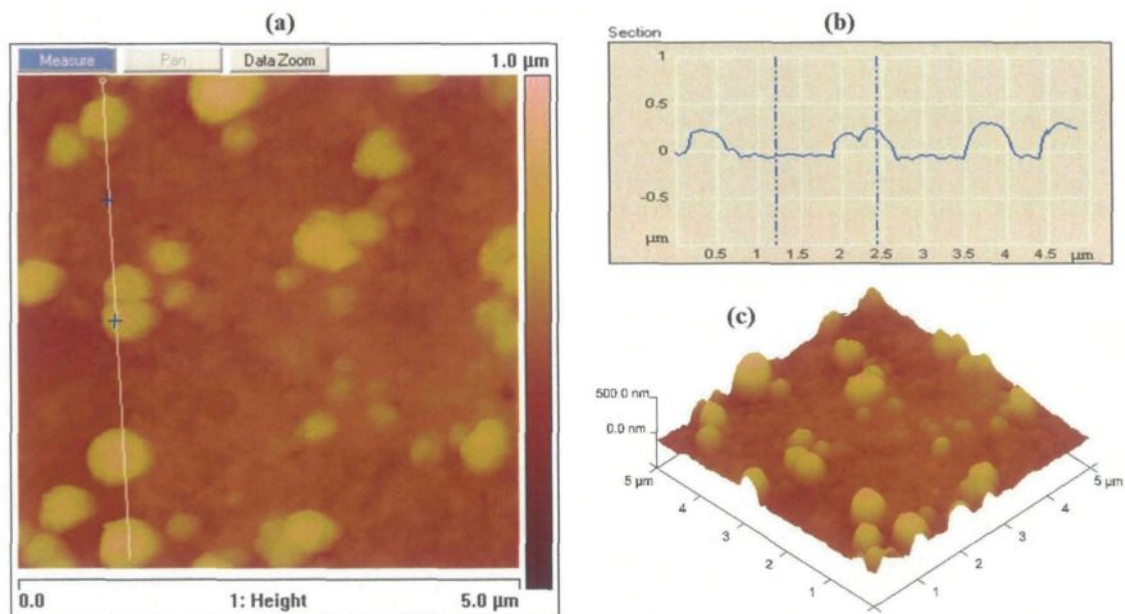 (a)
Measure Pan Data Zoom 1.0 µm
0.0 1: Height 5.0 µm
(b)
Section
1
0.5
0
-0.5
µm
0.5 1 1.5 2 2.5 3 3.5 4 4.5 µm
(c)
500.0 nm
0.0 nm
5 µm 4 3 2 1
1 2 3 4 5 µm